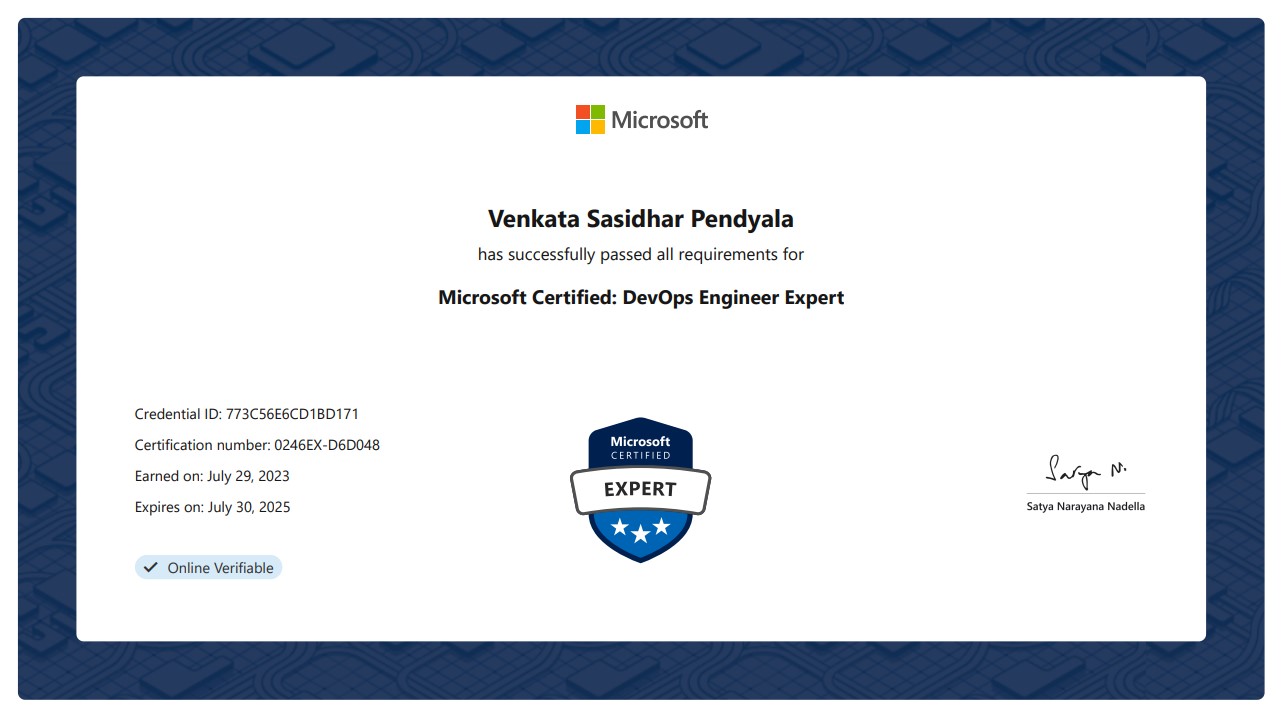 Microsoft
Venkata Sasidhar Pendyala
has successfully passed all requirements for
Microsoft Certified: DevOps Engineer Expert
Credential ID: 773C56E6CD1BD171
Certification number: 0246EX-D6D048
Earned on: July 29, 2023
Expires on: July 30, 2025
Online Verifiable
Microsoft
CERTIFIED
EXPERT
Satya N.
Satya Narayana Nadella